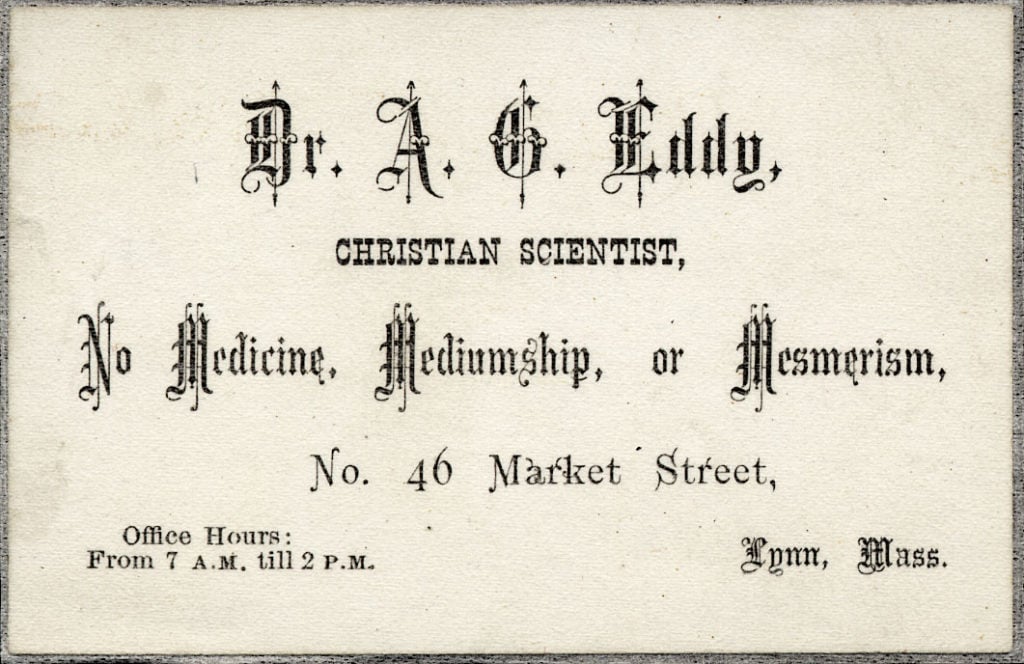 Dr. A. G. Eddy,
CHRISTIAN SCIENTIST,
No Medicine, Mediumship, or Mesmerism,
No. 46 Market Street,
Office Hours:
From 7 A.M. till 2 P.M.
Lynn, Mass.